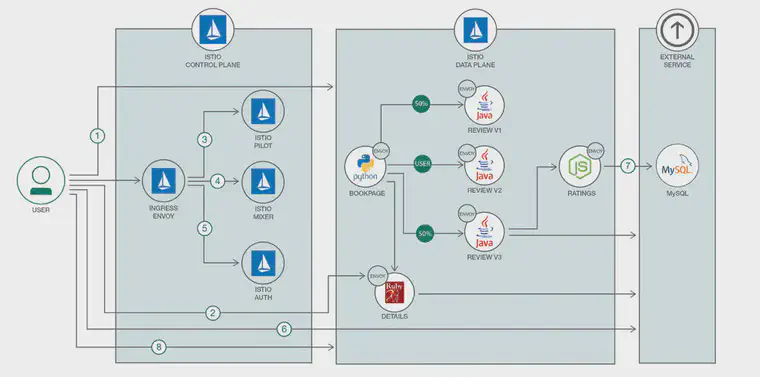 ISTIO
CONTROL PLANE
ISTIO
DATA PLANE
EXTERNAL
SERVICE
1
3
ISTIO
PILOT
50%
ENVOY
Java
REVIEW V1
USER
INGRESS
ENVOY
4
ISTIO
MIXER
ENVOY
python
BOOKPAGE
USER
ENVOY
Java
REVIEW V2
ENVOY
RATINGS
7
MySQL
MySQL
5
ISTIO
AUTH
50%
ENVOY
Java
REVIEW V3
2
ENVOY
Ruby
DETAILS
6
8